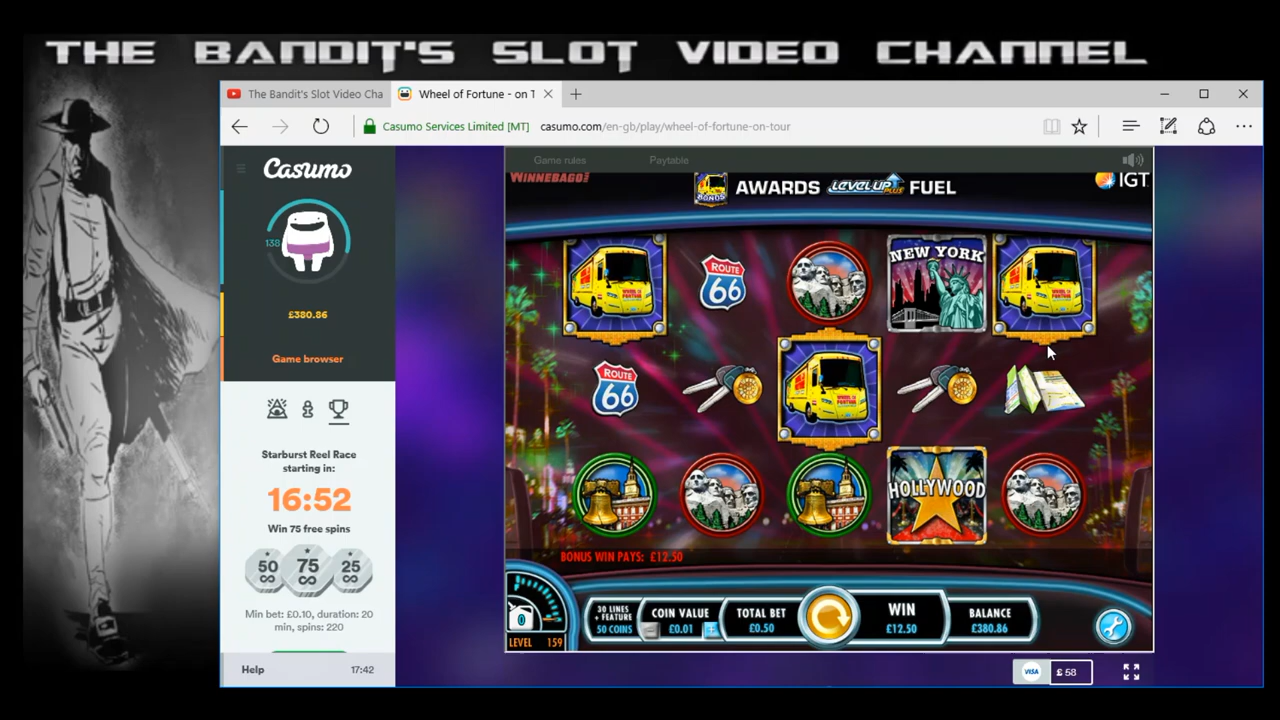 THE BANDIT'S SLOT VIDEO CHANNEL
The Bandit's Slot Video Cha
Wheel of Fortune - on T
Casumo Services Limited [MT] casumo.com/en-gb/play/wheel-of-fortune-on-tour
Casumo
138
£380.86
Game browser
Starburst Reel Race
starting in:
16:52
Win 75 free spins
50 75 25
Min bet: £0.10, duration: 20
min, spins: 220
Help 17:42
Game rules Paytable
WINNEBAGO
BONUS AWARDS LEVEL UP PLUS FUEL
IGT
ROUTE
66
NEW YORK
ROUTE
66
HOLLYWOOD
BONUS WIN PAYS: £12.50
0
LEVEL 159
30 LINES
+ FEATURE
50 COINS
COIN VALUE
£0.01
TOTAL BET
£0.50
WIN
£12.50
BALANCE
£380.86
VISA £ 58